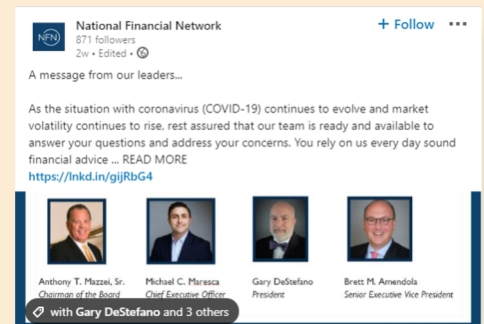 NFN
National Financial Network
+ Follow
871 followers
2w • Edited •
A message from our leaders...
As the situation with coronavirus (COVID-19) continues to evolve and market
volatility continues to rise, rest assured that our team is ready and available to
answer your questions and address your concerns. You rely on us every day sound
financial advice ... READ MORE
https://lnkd.in/gijRbG4
Anthony T. Mazzei, Sr.
Chairman of the Board
Michael C. Maresca
Chief Executive Officer
Gary DeStefano
President
Brett M. Amendola
Senior Executive Vice President
with Gary DeStefano and 3 others